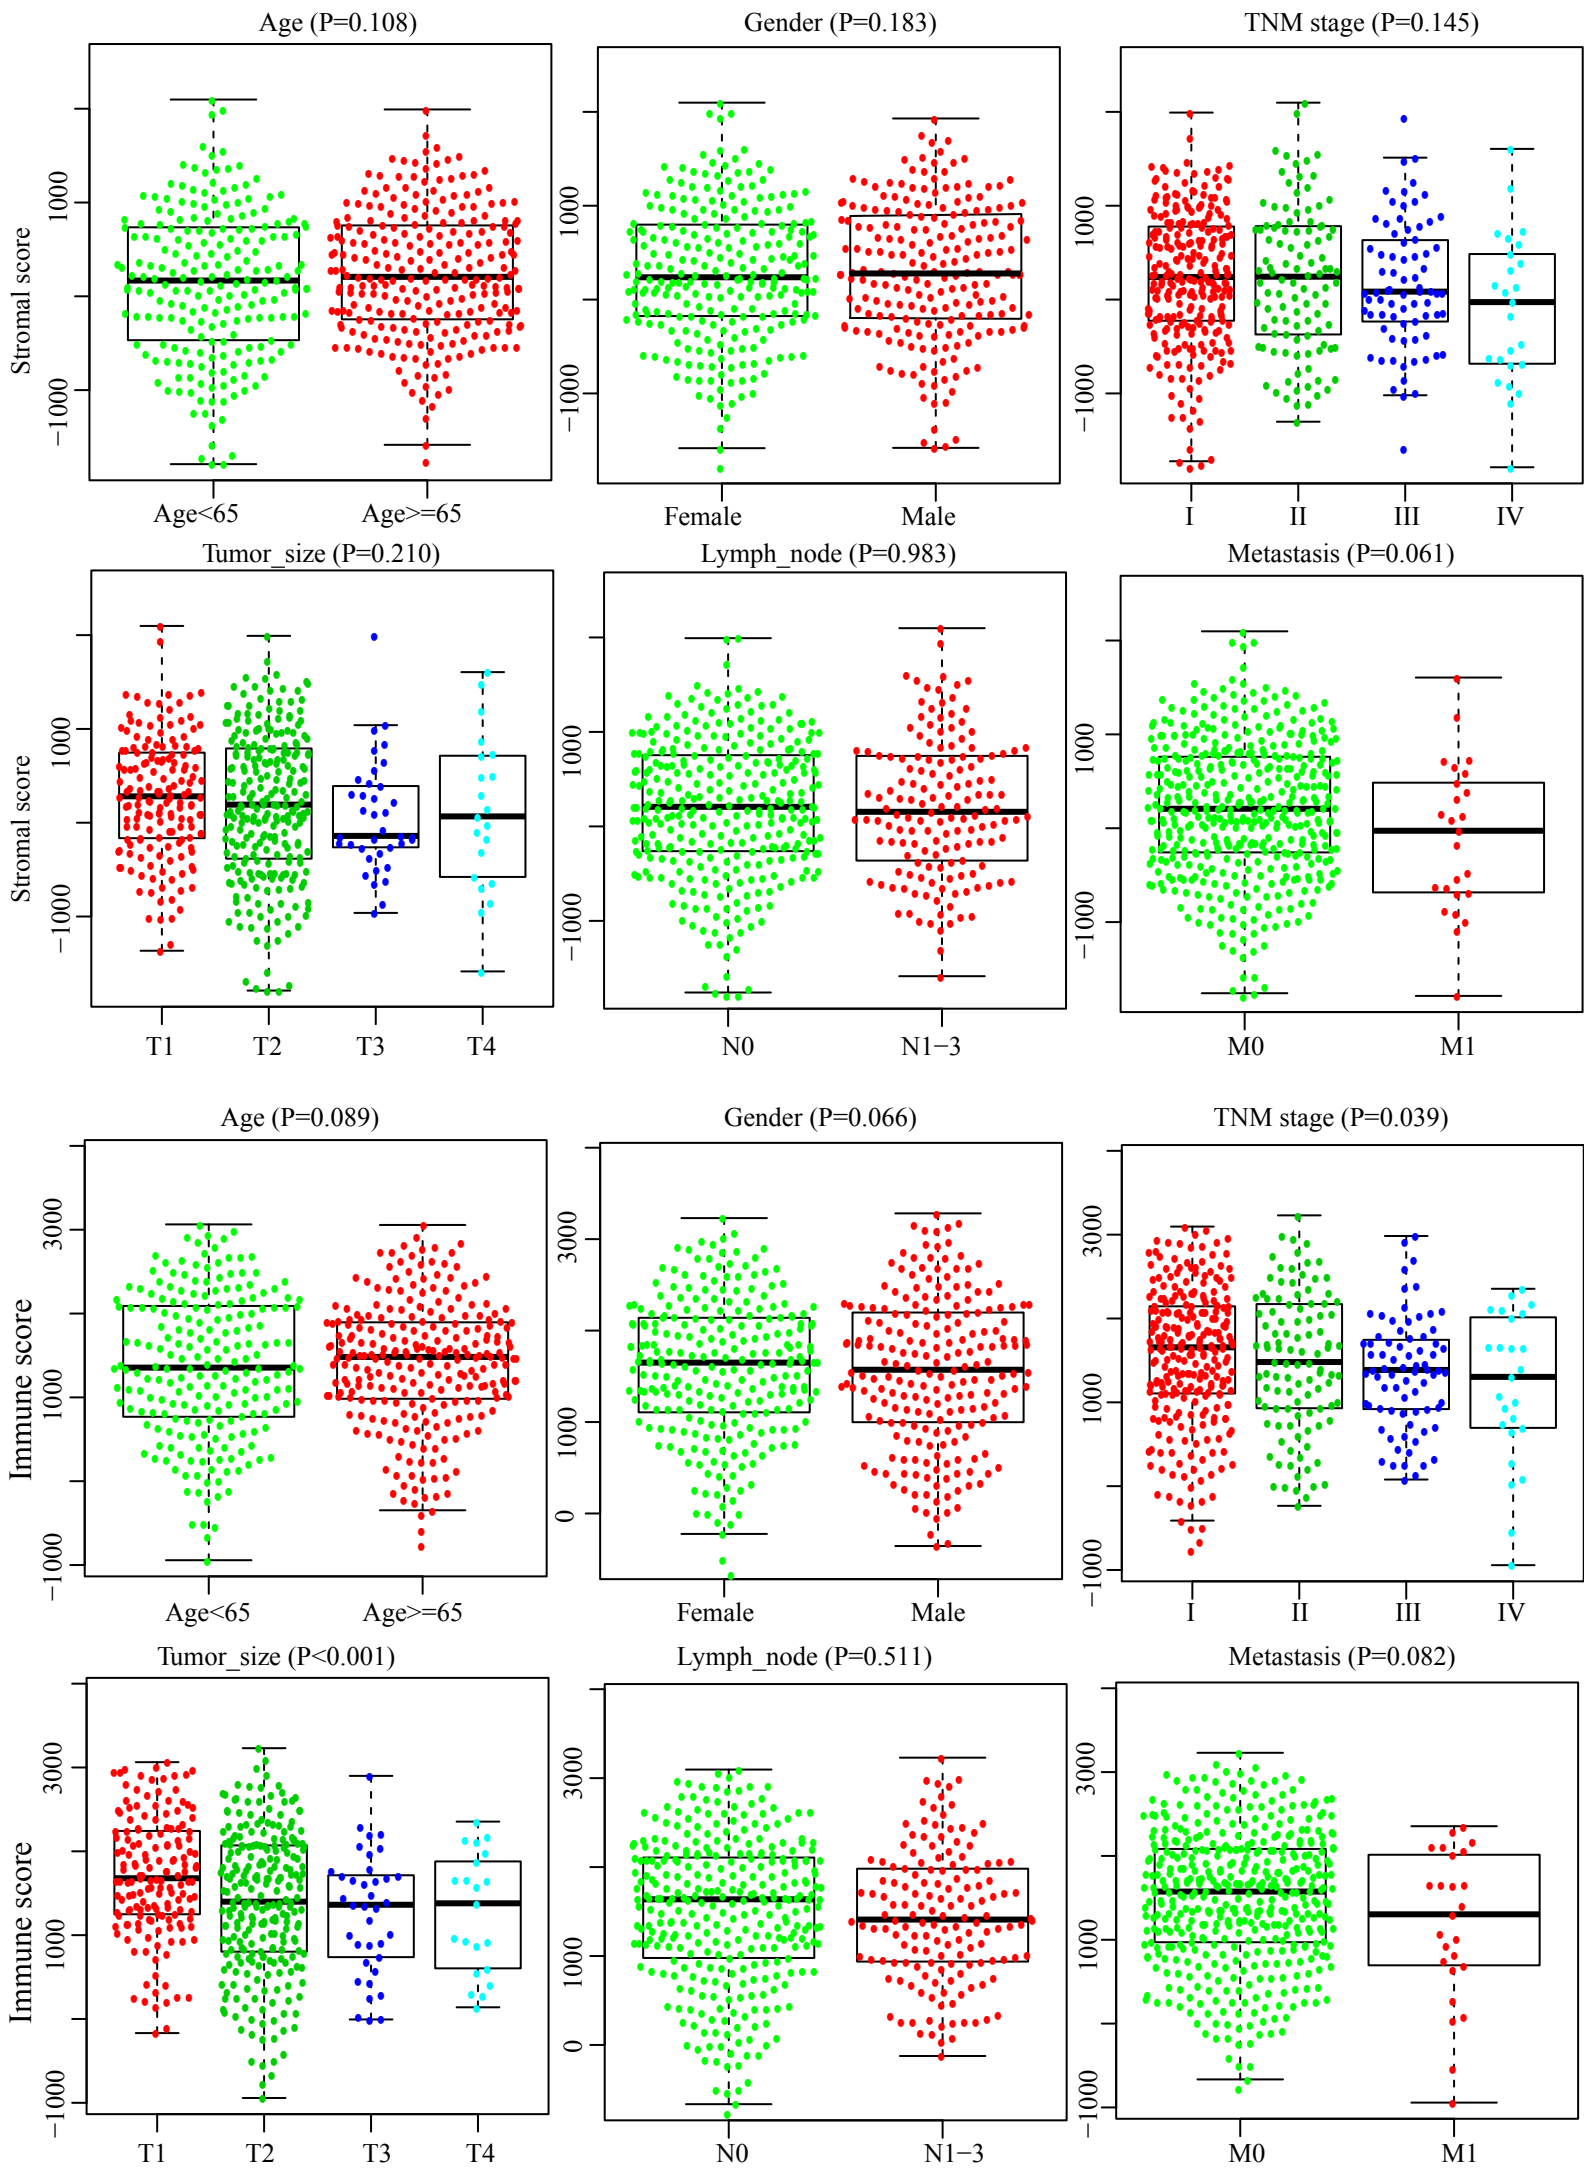 Age (P=0.108)
Gender (P=0.183)
TNM stage (P=0.145)
Stromal score
1000
−1000
1000
−1000
1000
−1000
Age<65
Age>=65
Female
Male
I
II
III
IV
Tumor_size (P=0.210)
Lymph_node (P=0.983)
Metastasis (P=0.061)
Stromal score
1000
−1000
1000
−1000
1000
−1000
T1
T2
T3
T4
N0
N1−3
M0
M1
Age (P=0.089)
Gender (P=0.066)
TNM stage (P=0.039)
Immune score
3000
1000
−1000
3000
1000
0
3000
1000
−1000
Age<65
Age>=65
Female
Male
I
II
III
IV
Tumor_size (P<0.001)
Lymph_node (P=0.511)
Metastasis (P=0.082)
Immune score
3000
1000
−1000
3000
1000
0
3000
1000
−1000
T1
T2
T3
T4
N0
N1−3
M0
M1